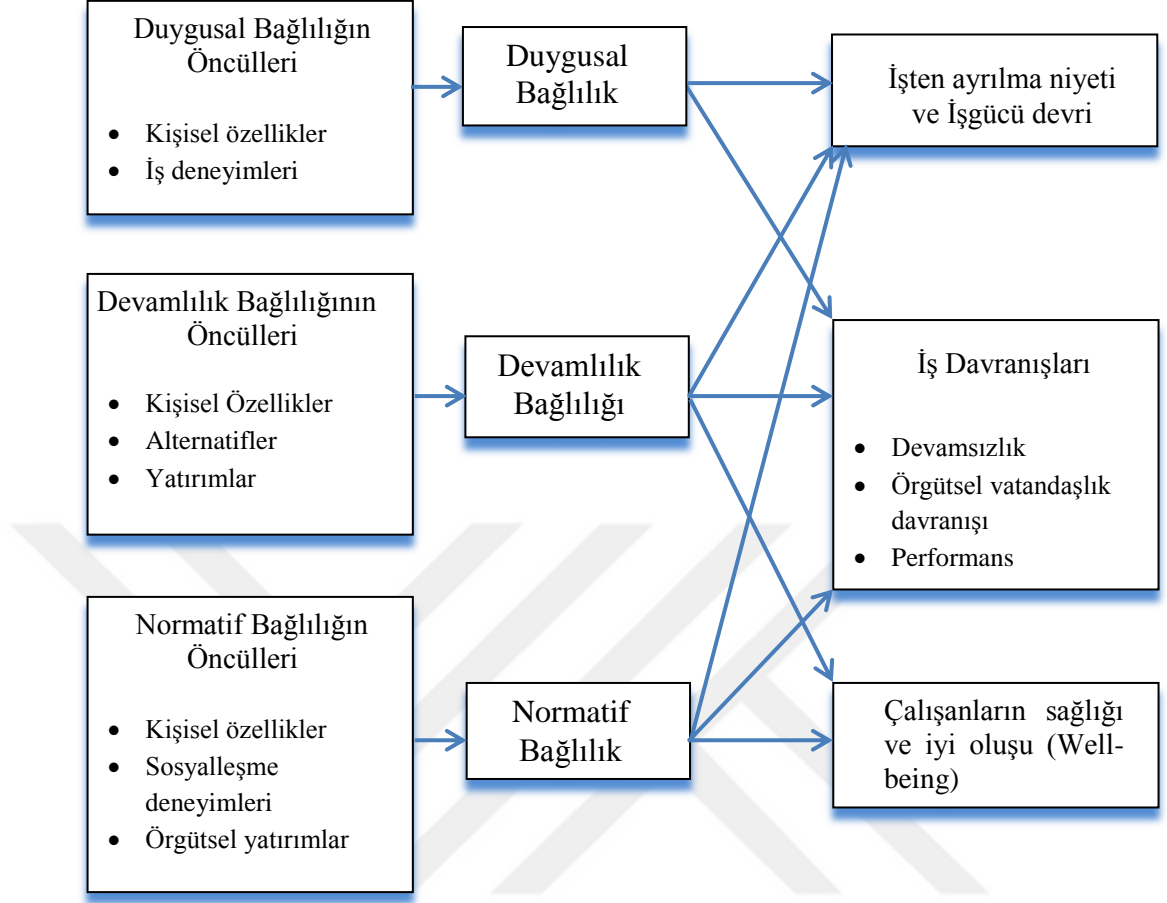 Duygusal Bağlılığın
Öncülleri
• Kişisel özellikler
• İş deneyimleri
Duygusal
Bağlılık
İşten ayrılma niyeti
ve İşgücü devri
Devamlılık Bağlılığının
Öncülleri
• Kişisel Özellikler
• Alternatifler
• Yatırımlar
Devamlılık
Bağlılığı
İş Davranışları
• Devamsızlık
• Örgütsel vatandaşlık
davranışı
• Performans
Normatif Bağlılığın
Öncülleri
• Kişisel özellikler
• Sosyalleşme
deneyimleri
• Örgütsel yatırımlar
Normatif
Bağlılık
Çalışanların sağlığı
ve iyi oluşu (Well-
being)